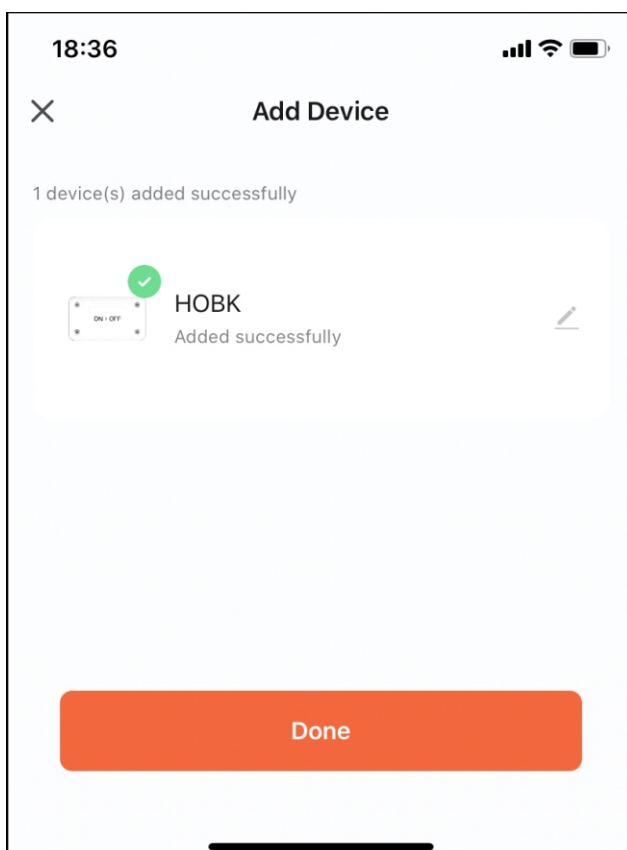 18:36
Add Device
1 device(s) added successfully
ON · OFF
HOBK
Added successfully
Done